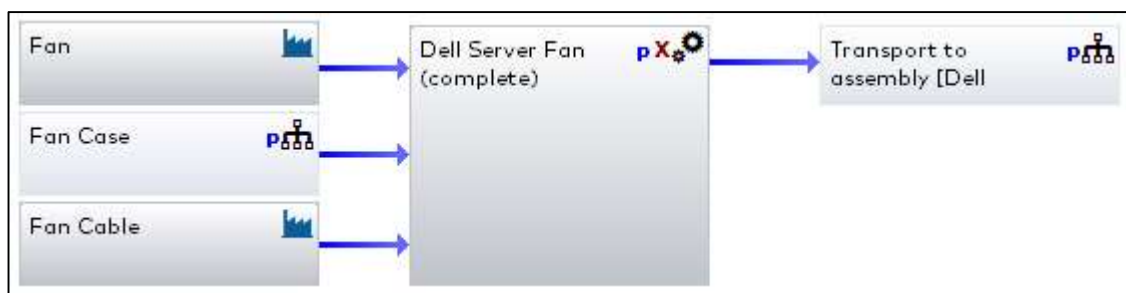 Fan
Fan Case
p
Fan Cable
Dell Server Fan
(complete)
p X
Transport to
assembly [Dell
p